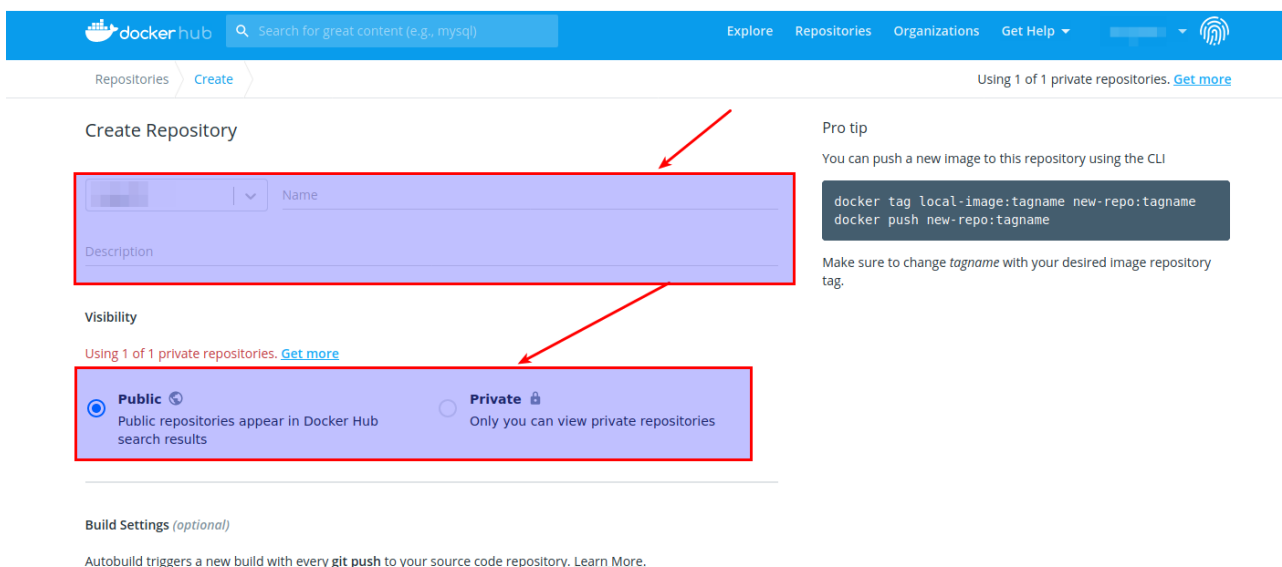 dockerhub Search for great content (e.g., mysql) Explore Repositories Organizations Get Help
Repositories Create Using 1 of 1 private repositories. Get more
Create Repository
Name
Description
Visibility
Using 1 of 1 private repositories. Get more
Public
Public repositories appear in Docker Hub
search results
Private
Only you can view private repositories
Build Settings (optional)
Autobuild triggers a new build with every git push to your source code repository. Learn More.
Pro tip
You can push a new image to this repository using the CLI
docker tag local-image:tagname new-repo:tagname
docker push new-repo:tagname
Make sure to change tagname with your desired image repository
tag.